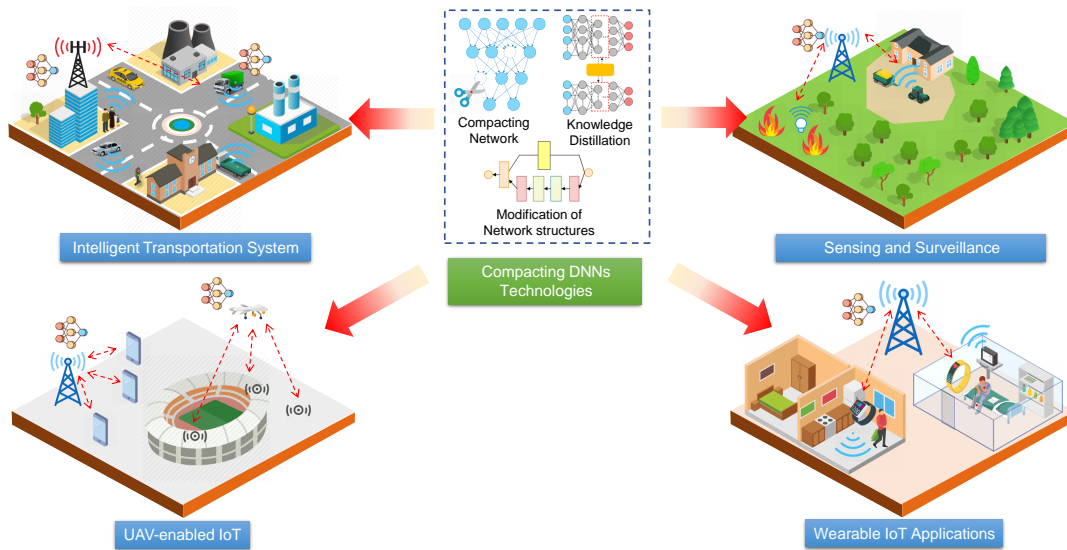 Compacting
Network
Knowledge
Distillation
Modification of
Network structures
Intelligent Transportation System
Compacting DNNs
Technologies
Sensing and Surveillance
UAV-enabled IoT
Wearable IoT Applications